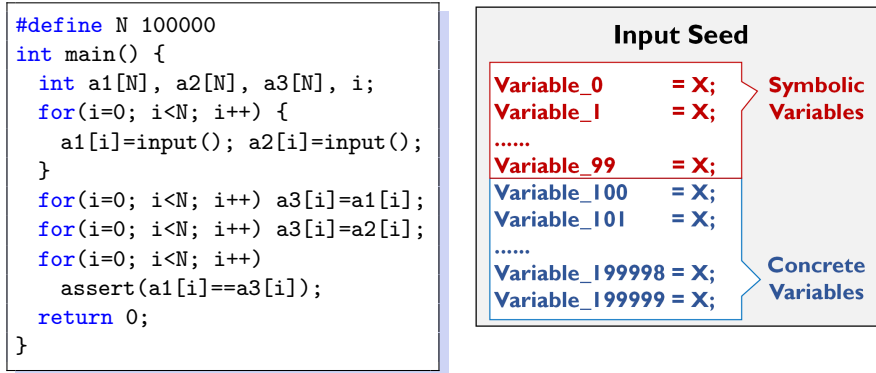 #define N 100000
int main() {
int a1[N], a2[N], a3[N], i;
for(i=0; i<N; i++) {
a1[i]=input(); a2[i]=input();
}
for(i=0; i<N; i++) a3[i]=a1[i];
for(i=0; i<N; i++) a3[i]=a2[i];
for(i=0; i<N; i++)
assert(a1[i]==a3[i]);
return 0;
}
Input Seed
Variable_0 = X;
Variable_1 = X;
......
Variable_99 = X;
Symbolic
Variables
Variable_100 = X;
Variable_101 = X;
......
Variable_199998 = X;
Variable_199999 = X;
Concrete
Variables